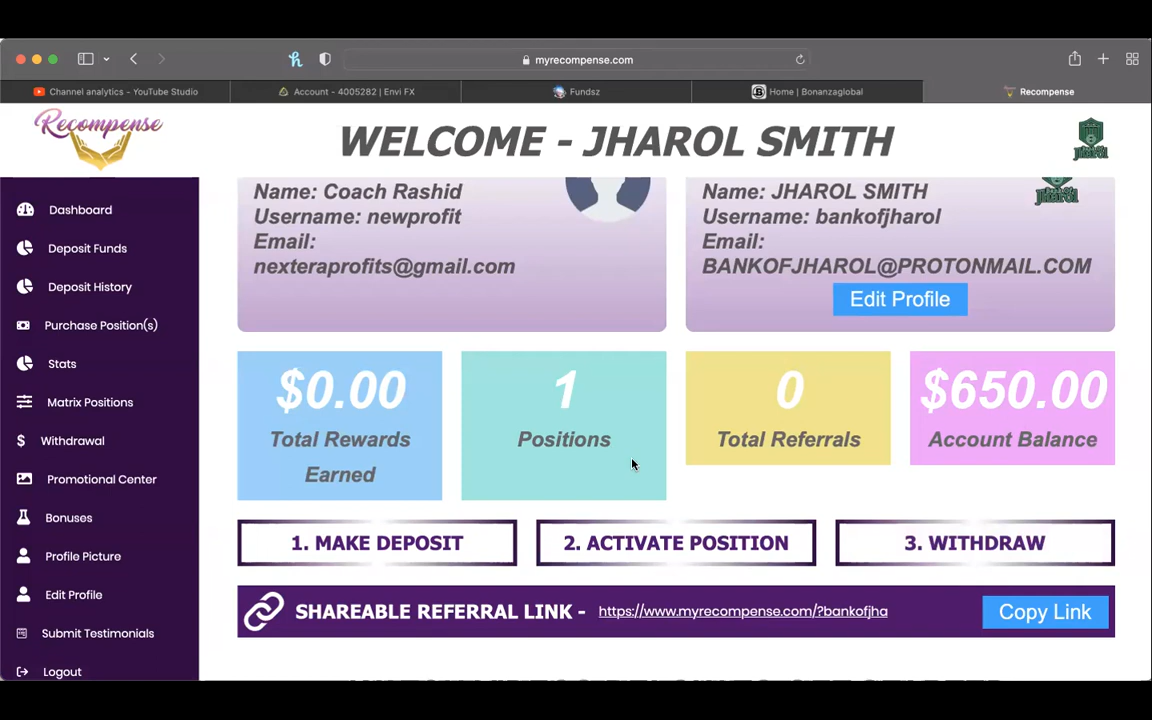 myrecompense.com
Channel analytics - YouTube Studio
Account - 4005282 | Envi FX
Fundsz
Home | Bonanzaglobal
Recompense
Recompense
WELCOME - JHAROL SMITH
Dashboard
Deposit Funds
Deposit History
Purchase Position(s)
Stats
Matrix Positions
Withdrawal
Promotional Center
Bonuses
Profile Picture
Edit Profile
Submit Testimonials
Logout
Name: Coach Rashid
Username: newprofit
Email:
nexteraprofits@gmail.com
Name: JHAROL SMITH
Username: bankofjharol
Email:
BANKOFJHAROL@PROTONMAIL.COM
Edit Profile
$0.00
Total Rewards
Earned
1
Positions
0
Total Referrals
$650.00
Account Balance
1. MAKE DEPOSIT
2. ACTIVATE POSITION
3. WITHDRAW
SHAREABLE REFERRAL LINK - https://www.myrecompense.com/?bankofjha
Copy Link